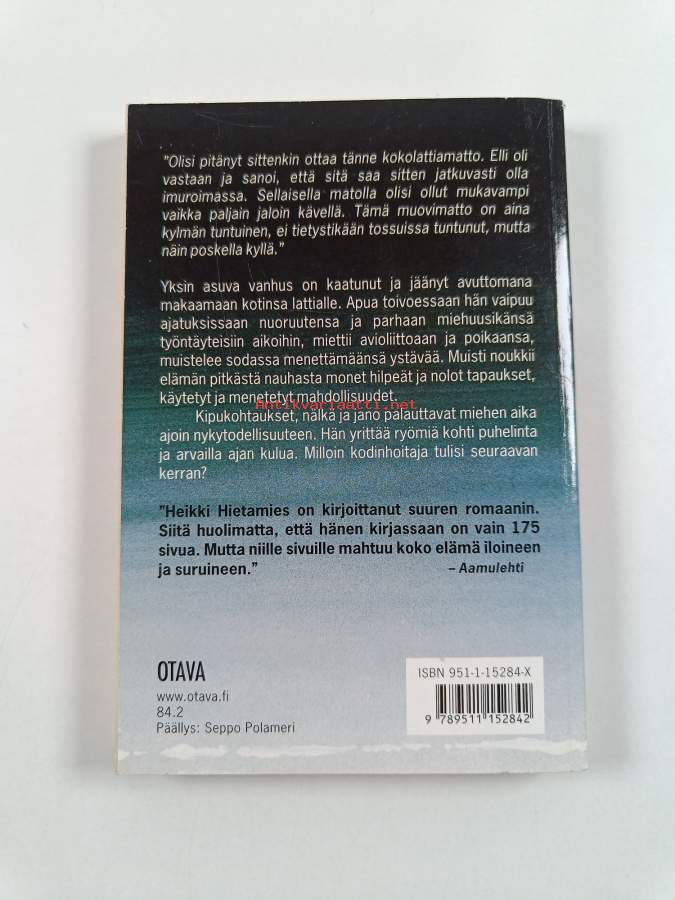 "Olisi pitänyt sittenkin ottaa tänne kokolattiamatto. Elli oli
vastaan ja sanoi, että sitä saa sitten jatkuvasti olla
imuroimassa. Sellaisella matolla olisi ollut mukavampi
vaikka paljain jaloin kävellä. Tämä muovimatto on aina
kylmän tuntuinen, ei tietystikään tossuissa tuntunut, mutta
näin poskella kyllä."
Yksin asuva vanhus on kaatunut ja jäänyt avuttomana
makaamaan kotinsa lattialle. Apua toivoessaan hän vaipuu
ajatuksissaan nuoruutensa ja parhaan miehuusikänsä
työntäyteisiin aikoihin, miettii avioliittoaan ja poikaansa,
muistelee sodassa menettämäänsä ystävää. Muisti noukkii
elämän pitkästä nauhasta monet hilpeät ja nolot tapaukset,
käytetyt ja menetetyt mahdollisuudet.
Antikvariaatti.net
Kipukohtaukset, nälkä ja jano palauttavat miehen aika
ajoin nykytodellisuuteen. Hän yrittää ryömiä kohti puhelinta
ja arvailla ajan kulua. Milloin kodinhoitaja tulisi seuraavan
kerran?
"Heikki Hietamies on kirjoittanut suuren romaanin.
Siitä huolimatta, että hänen kirjassaan on vain 175
sivua. Mutta niille sivuille mahtuu koko elämä iloineen
ja suruineen."
– Aamulehti
OTAVA
www.otava.fi
84.2
Päällys: Seppo Polameri
ISBN 951-1-15284-X
9 789511 152842